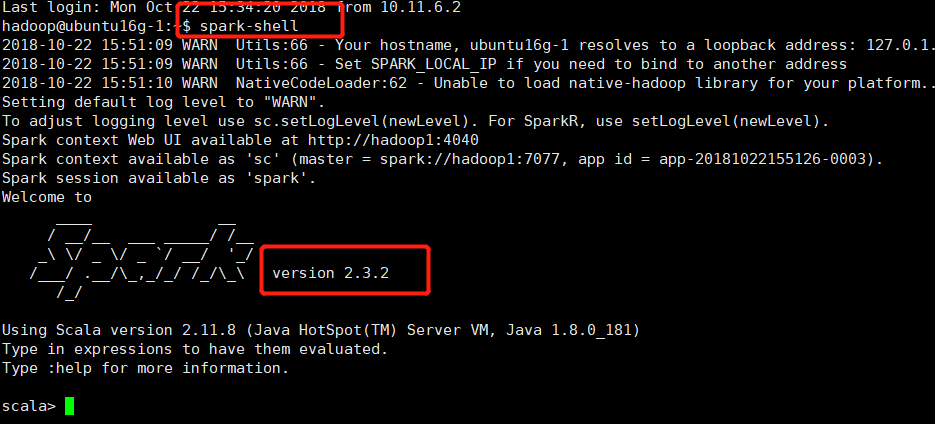 Last login: Mon Oct 22 15:34:20 2018 from 10.11.6.2
hadoop@ubuntu16g-1:~$ spark-shell
2018-10-22 15:51:09 WARN  Utils:66 - Your hostname, ubuntu16g-1 resolves to a loopback address: 127.0.1.
2018-10-22 15:51:09 WARN  Utils:66 - Set SPARK_LOCAL_IP if you need to bind to another address
2018-10-22 15:51:10 WARN  NativeCodeLoader:62 - Unable to load native-hadoop library for your platform..
Setting default log level to "WARN".
To adjust logging level use sc.setLogLevel(newLevel). For SparkR, use setLogLevel(newLevel).
Spark context Web UI available at http://hadoop1:4040
Spark context available as 'sc' (master = spark://hadoop1:7077, app id = app-20181022155126-0003).
Spark session available as 'spark'.
Welcome to
      ____              __
     / __/__  ___ _____/ /__
    _\ \/ _ \/ _ `/ __/  '_/
   /___/ .__/\_,_/_/ /_/\_\   version 2.3.2
      /_/
Using Scala version 2.11.8 (Java HotSpot(TM) Server VM, Java 1.8.0_181)
Type in expressions to have them evaluated.
Type :help for more information.
scala>